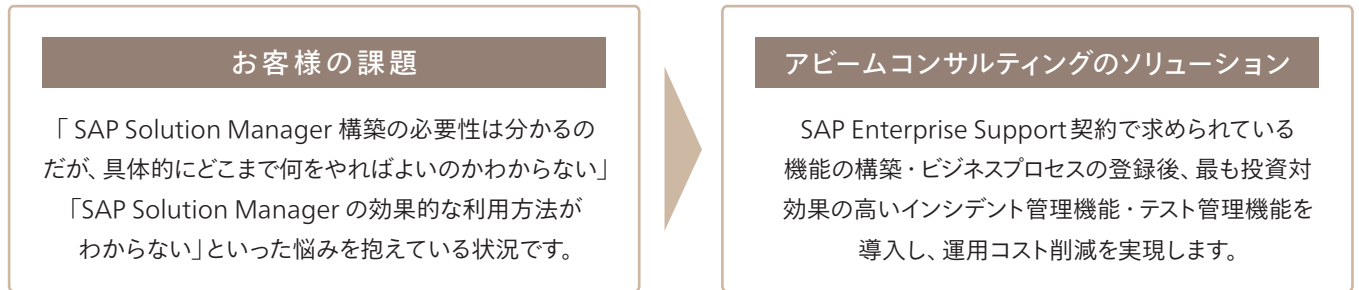 お客様の課題
「 SAP Solution Manager 構築の必要性は分かるの
だが、具体的にどこまで何をやればよいのかわからない」
「SAP Solution Manager の効果的な利用方法が
わからない」といった悩みを抱えている状況です。
アビームコンサルティングのソリューション
SAP Enterprise Support 契約で求められている
機能の構築・ビジネスプロセスの登録後、最も投資対
効果の高いインシデント管理機能・テスト管理機能を
導入し、運用コスト削減を実現します。